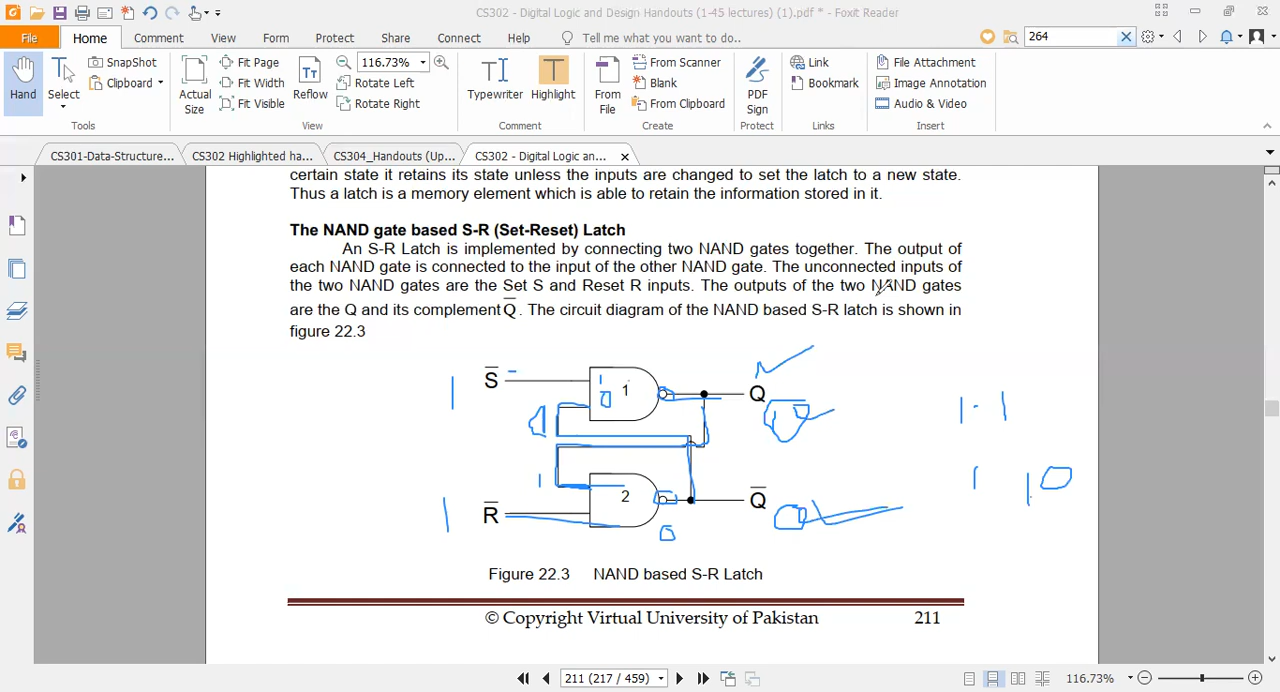 CS302 - Digital Logic and Design Handouts (1-45 lectures) (1).pdf * - Foxit Reader
File Home Comment View Form Protect Share Connect Help Tell me what you want to do.. 264
Hand Select SnapShot Clipboard Actual Size Fit Page Fit Width Fit Visible Reflow 116.73% Rotate Left Rotate Right Typewriter Highlight From File From Scanner Blank From Clipboard PDF Sign Link Bookmark File Attachment Image Annotation Audio & Video
Tools View Comment Create Protect Links Insert
CS301-Data-Structure... CS302 Highlighted ha... CS304_Handouts (Up... CS302 - Digital Logic an...
certain state it retains its state unless the inputs are changed to set the latch to a new state.
Thus a latch is a memory element which is able to retain the information stored in it.
The NAND gate based S-R (Set-Reset) Latch
An S-R Latch is implemented by connecting two NAND gates together. The output of
each NAND gate is connected to the input of the other NAND gate. The unconnected inputs of
the two NAND gates are the Set S and Reset R inputs. The outputs of the two NAND gates
are the Q and its complement Q̅. The circuit diagram of the NAND based S-R latch is shown in
figure 22.3
1 S̅ 1 0 1 Q
1 1 - 1
1 2 Q̅ 1 10
1 R̅ 0
Figure 22.3 NAND based S-R Latch
© Copyright Virtual University of Pakistan 211
211 (217 / 459) 116.73%